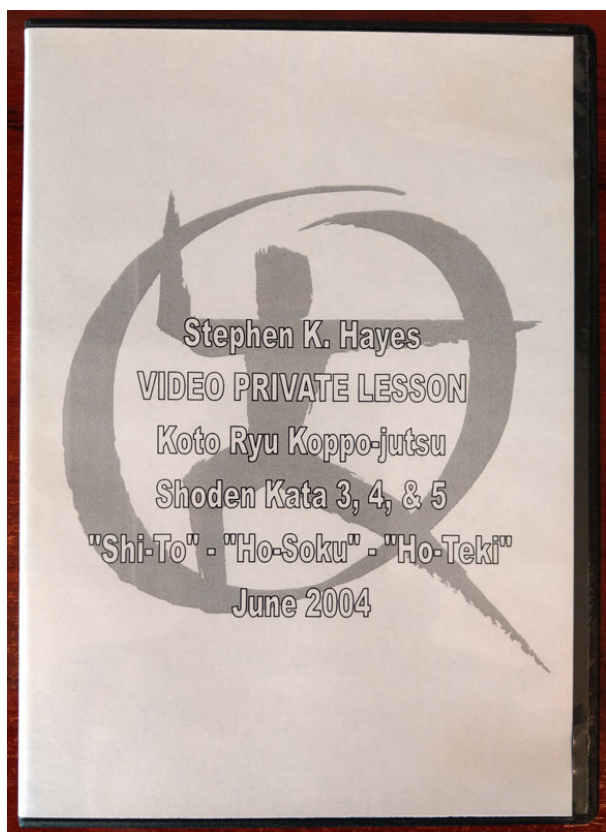 Stephen K. Hayes
VIDEO PRIVATE LESSON
Koto Ryu Koppo-jutsu
Shoden Kata 3, 4, & 5
"Shi-To" - "Ho-Soku" - "Ho-Teki"
June 2004